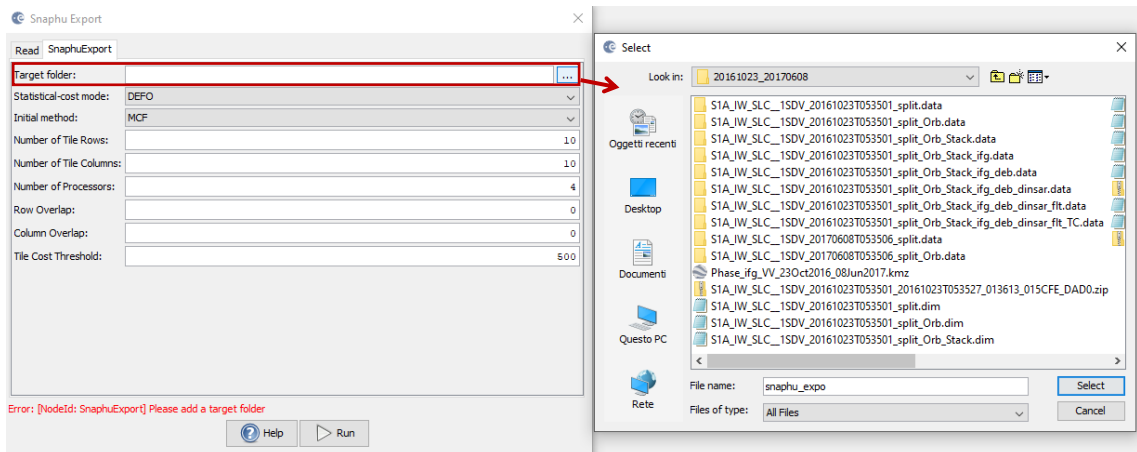 Snaphu Export
Read SnaphuExport
Target folder: ...
Statistical-cost mode: DEFO
Initial method: MCF
Number of Tile Rows: 10
Number of Tile Columns: 10
Number of Processors: 4
Row Overlap: 0
Column Overlap: 0
Tile Cost Threshold: 500
Error: [NodeId: SnaphuExport] Please add a target folder
Help Run
Select
Look in: 20161023_20170608
Oggetti recenti
Desktop
Documenti
Questo PC
Rete
S1A_IW_SLC__1SDV_20161023T053501_split.data
S1A_IW_SLC__1SDV_20161023T053501_split_Orb.data
S1A_IW_SLC__1SDV_20161023T053501_split_Orb_Stack.data
S1A_IW_SLC__1SDV_20161023T053501_split_Orb_Stack_ifg.data
S1A_IW_SLC__1SDV_20161023T053501_split_Orb_Stack_ifg_deb.data
S1A_IW_SLC__1SDV_20161023T053501_split_Orb_Stack_ifg_deb_dinsar.data
S1A_IW_SLC__1SDV_20161023T053501_split_Orb_Stack_ifg_deb_dinsar_flt.data
S1A_IW_SLC__1SDV_20161023T053501_split_Orb_Stack_ifg_deb_dinsar_flt_TC.data
S1A_IW_SLC__1SDV_20170608T053506_split.data
S1A_IW_SLC__1SDV_20170608T053506_split_Orb.data
Phase_ifg_VV_23Oct2016_08Jun2017.kmz
S1A_IW_SLC__1SDV_20161023T053501_20161023T053527_013613_015CFE_DAD0.zip
S1A_IW_SLC__1SDV_20161023T053501_split.dim
S1A_IW_SLC__1SDV_20161023T053501_split_Orb.dim
S1A_IW_SLC__1SDV_20161023T053501_split_Orb_Stack.dim
File name: snaphu_expo Select
Files of type: All Files Cancel